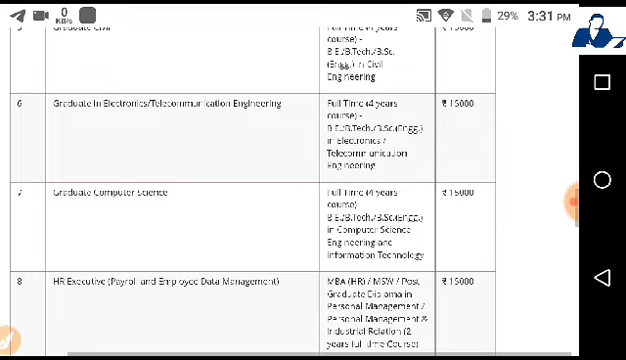 0
KB/s
29% 3:31 PM
5 Graduate Civil Full Time (4 years ₹ 15000
course) -
B.E./B.Tech./B.Sc.
(Engg.) in Civil
Engineering
6 Graduate in Electronics/Telecommunication Engineering Full Time (4 years ₹ 15000
course) -
B.E./B.Tech./B.Sc.(Engg.)
in Electronics /
Telecommunication
Engineering
7 Graduate Computer Science Full Time (4 years ₹ 15000
course) -
B.E./B.Tech./B.Sc.(Engg.)
in Computer Science
Engineering and
Information Technology
8 HR Executive (Payroll and Employee Data Management) MBA (HR) / MSW / Post ₹ 15000
Graduate Diploma in
Personal Management /
Personal Management &
Industrial Relation (2
years full time Course)